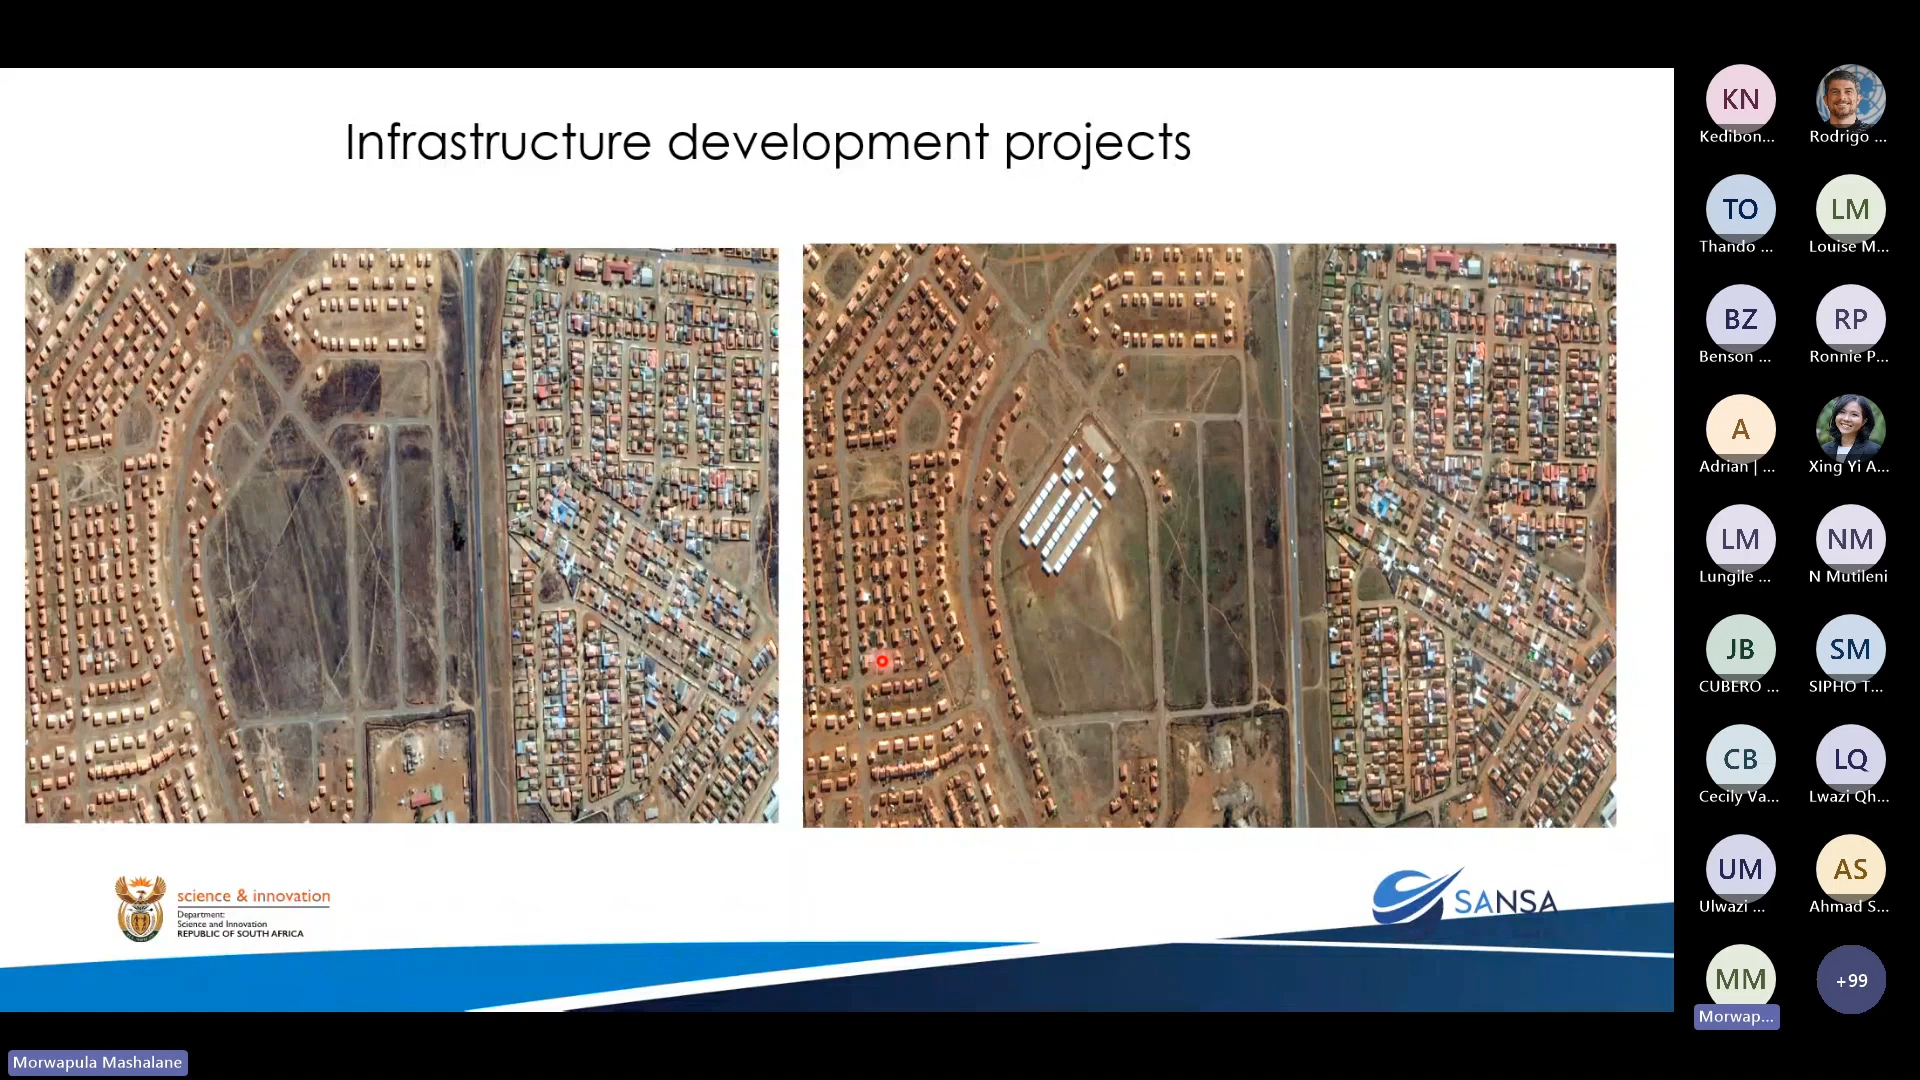 Infrastructure development projects
science & innovation
Department:
Science and Innovation
REPUBLIC OF SOUTH AFRICA
SANSA
KN
Kedibon...
Rodrigo ...
TO
Thando ...
LM
Louise M...
BZ
Benson ...
RP
Ronnie P...
A
Adrian | ...
Xing Yi A...
LM
Lungile ...
NM
N Mutileni
JB
CUBERO ...
SM
SIPHO T...
CB
Cecily Va...
LQ
Lwazi Qh...
UM
Ulwazi ...
AS
Ahmad S...
MM
Morwap...
+99
Morwapula Mashalane